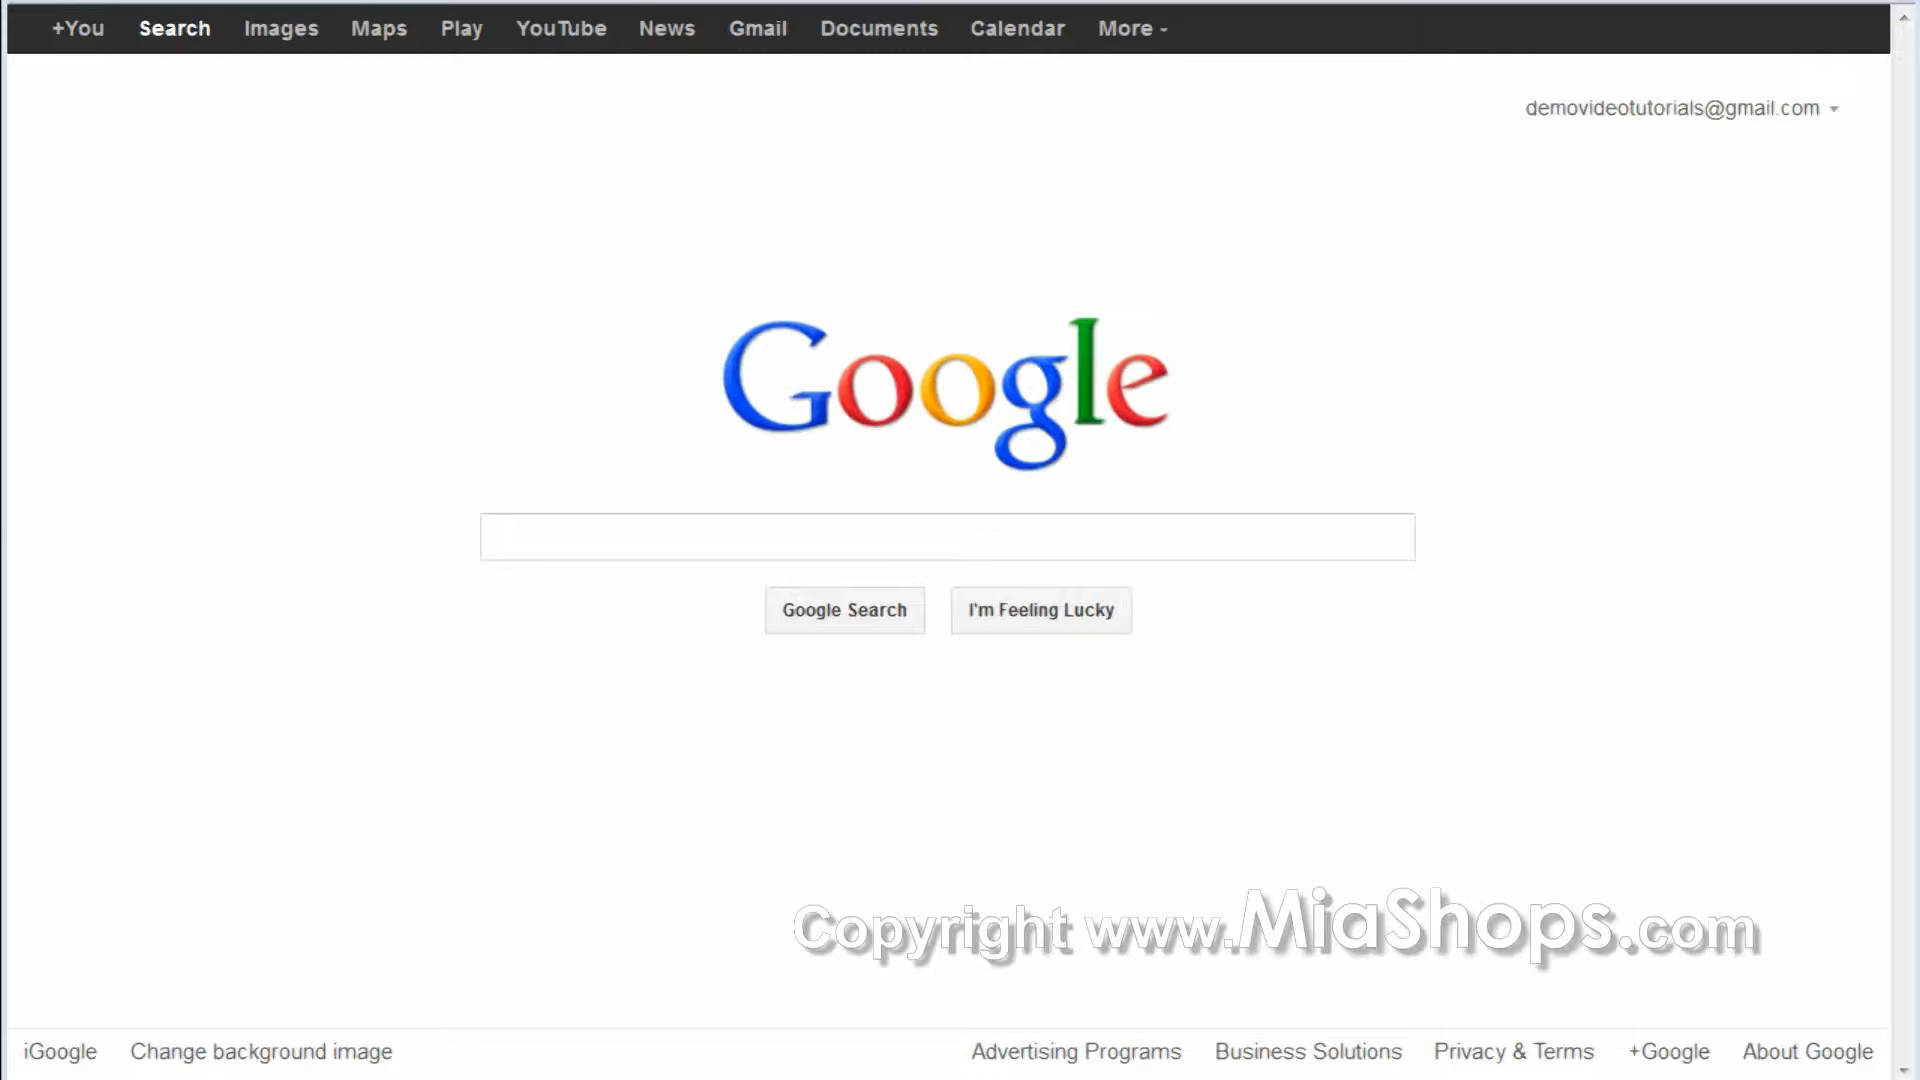 +You Search Images Maps Play YouTube News Gmail Documents Calendar More
demovideotutorials@gmail.com
Google
Google Search I'm Feeling Lucky
Copyright www.MiaShops.com
iGoogle Change background image Advertising Programs Business Solutions Privacy & Terms +Google About Google